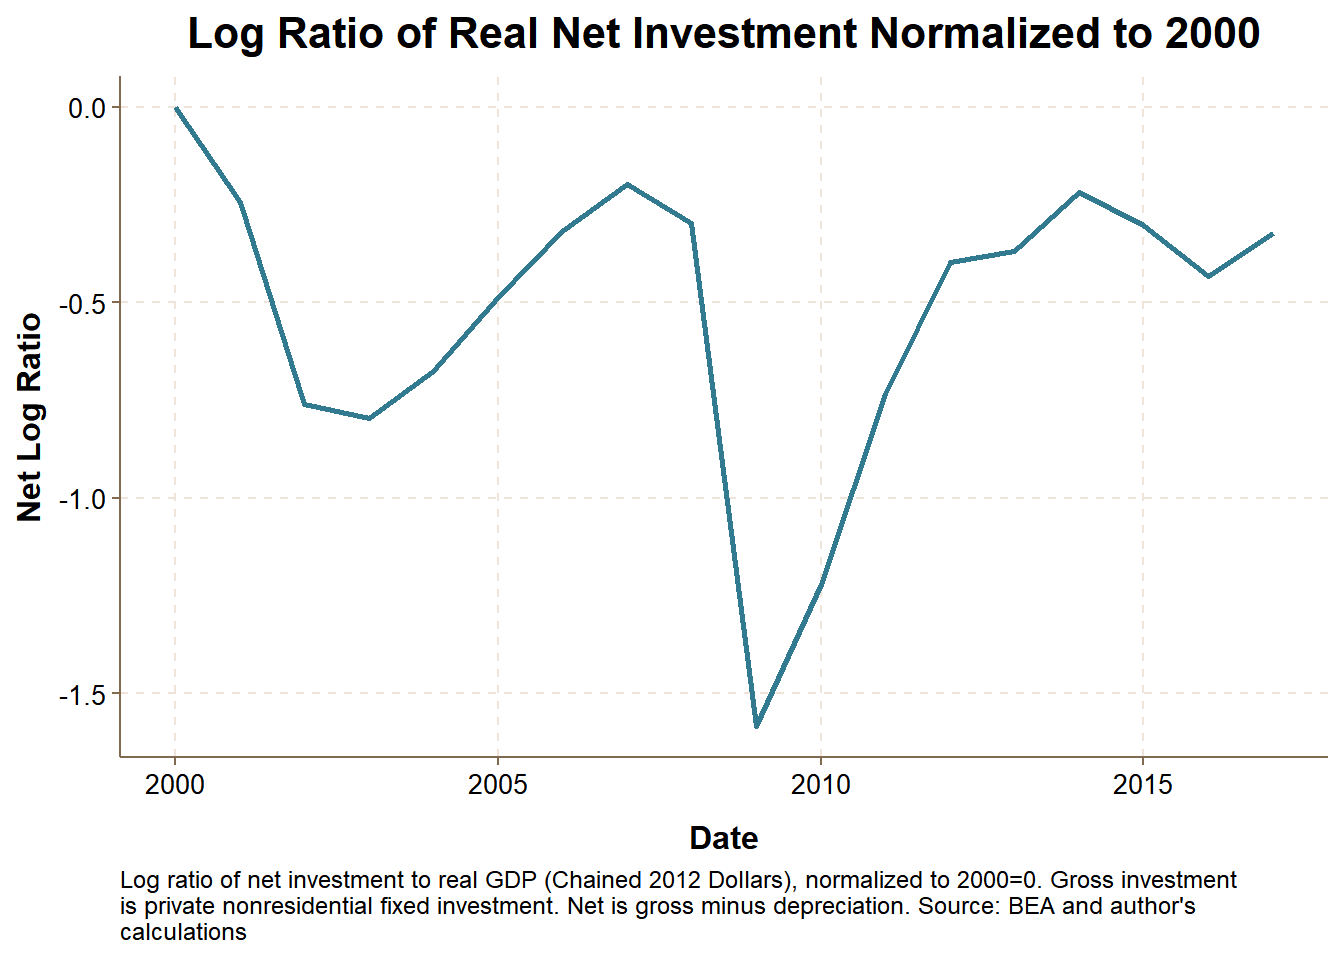 Log Ratio of Real Net Investment Normalized to 2000
Net Log Ratio
0.0
-0.5
-1.0
-1.5
2000 2005 2010 2015
Date
Log ratio of net investment to real GDP (Chained 2012 Dollars), normalized to 2000=0. Gross investment
is private nonresidential fixed investment. Net is gross minus depreciation. Source: BEA and author's
calculations